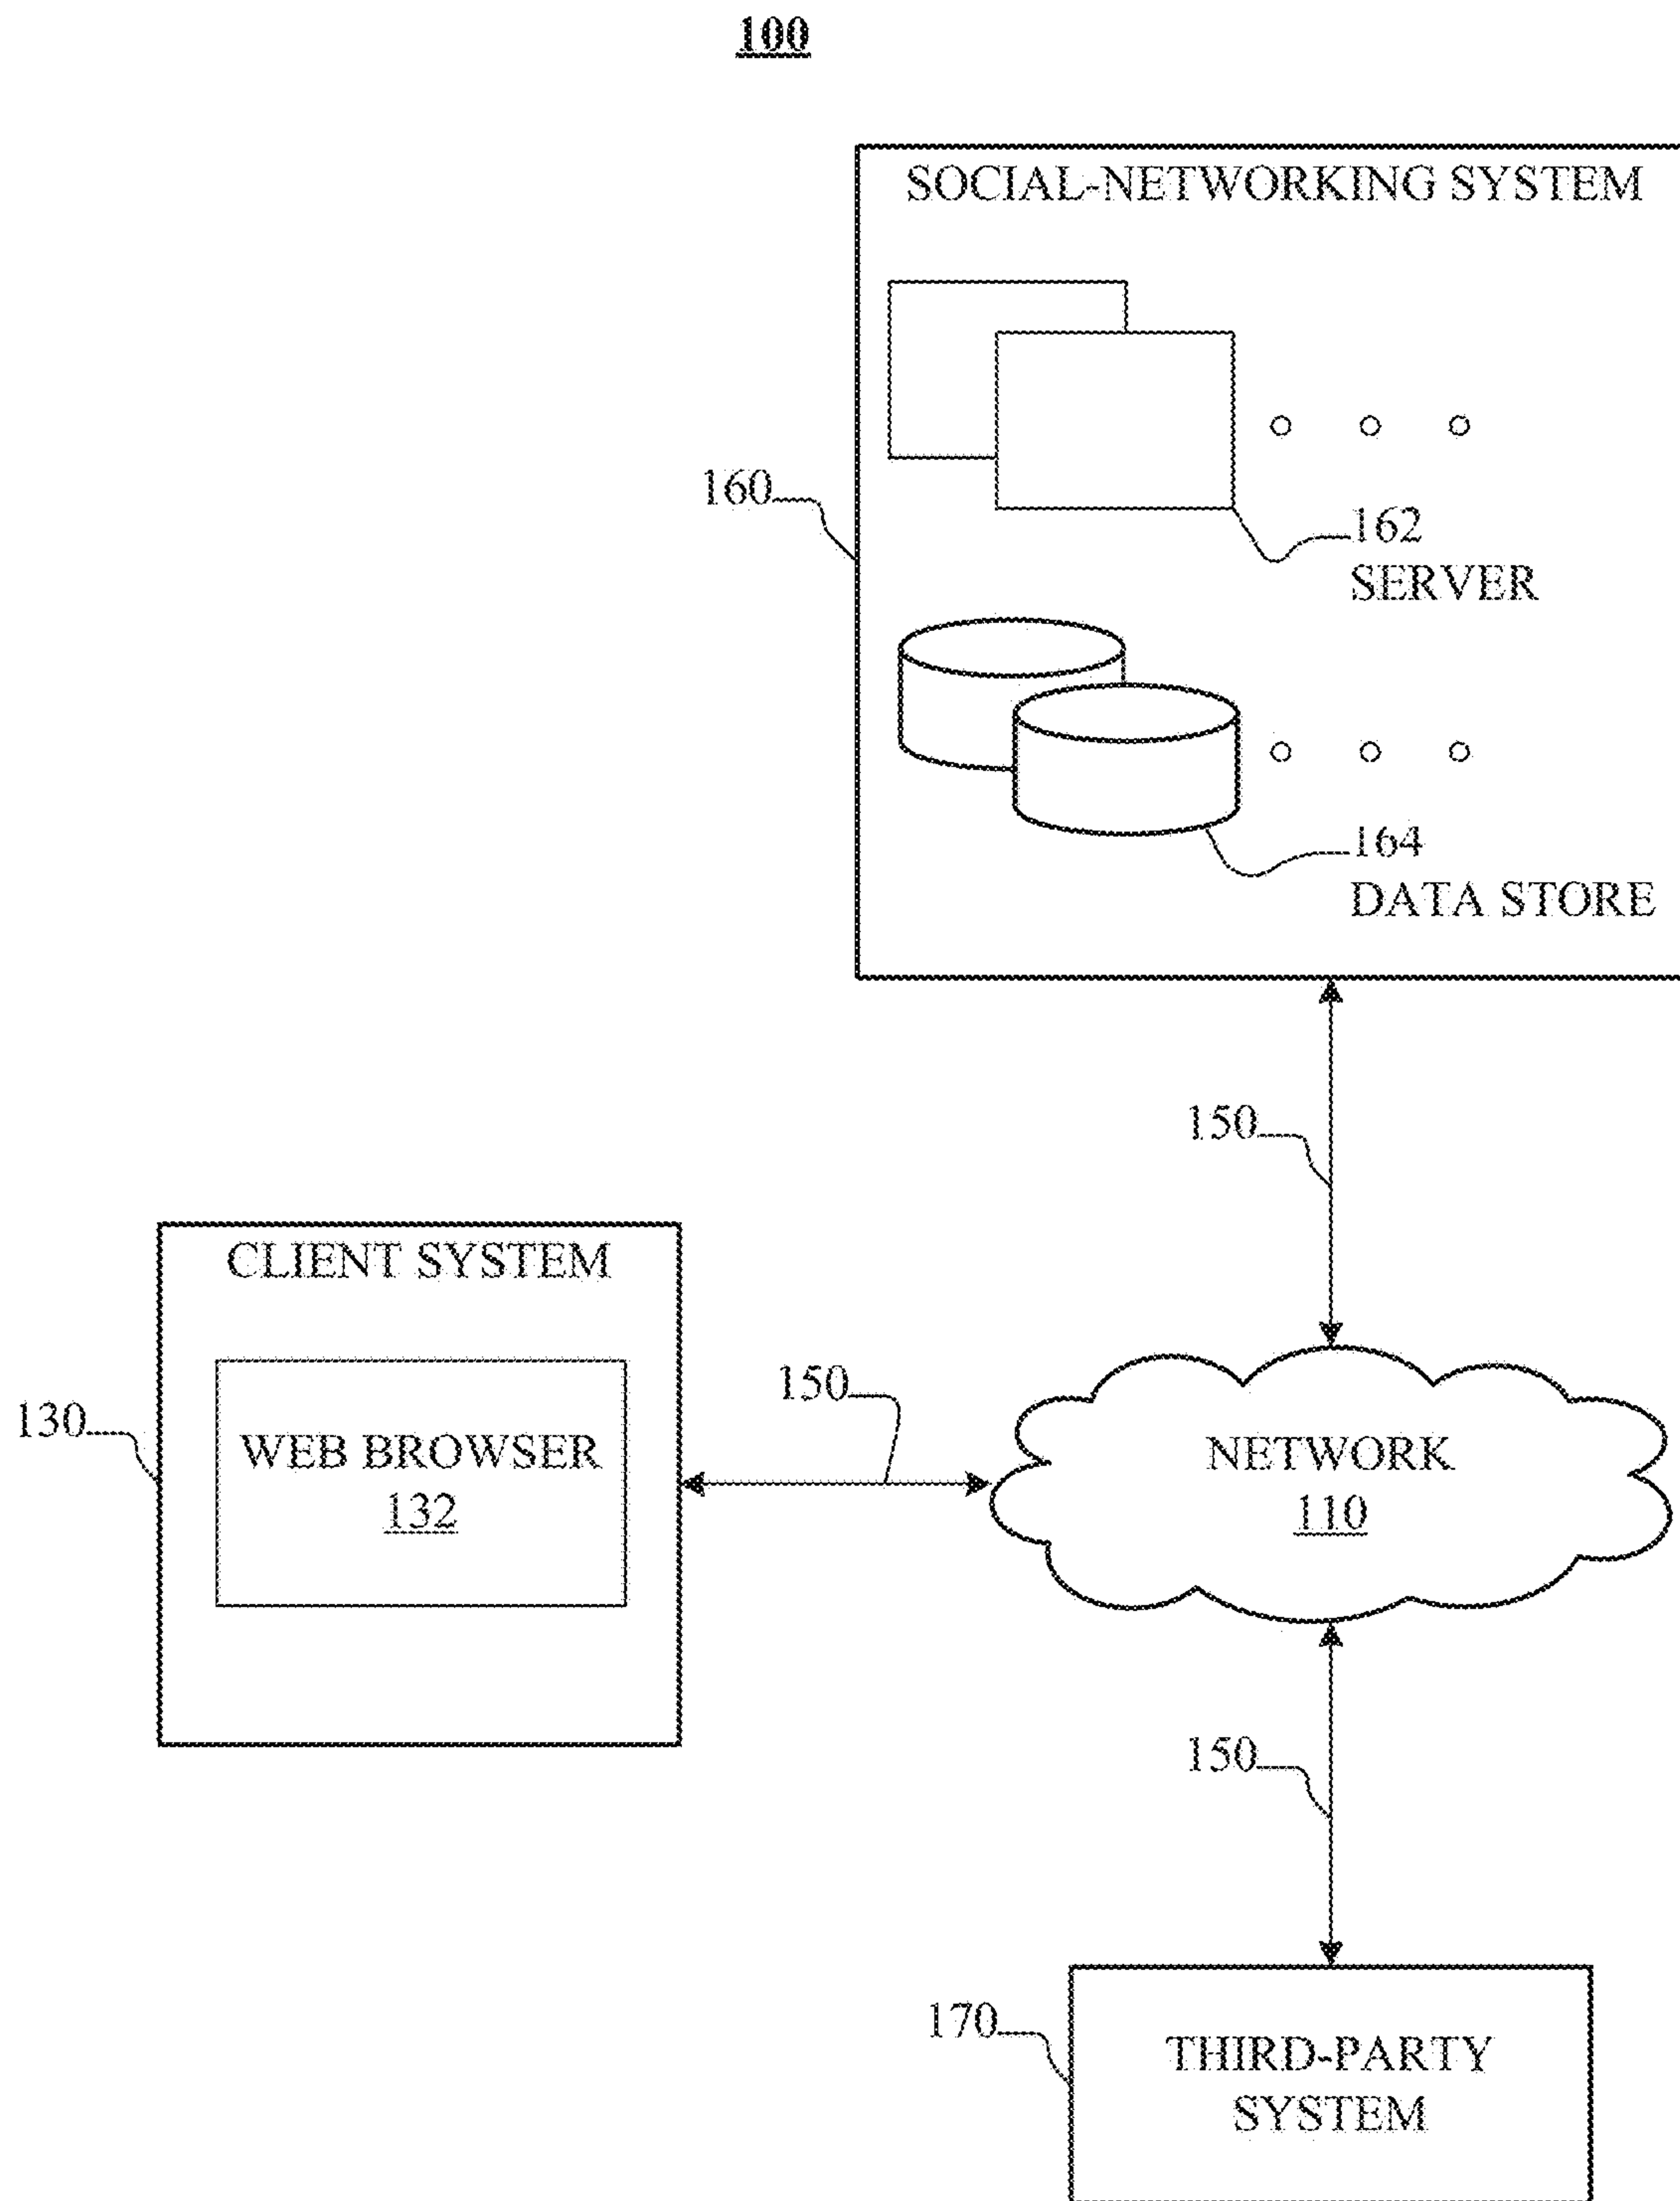 100
SOCIAL-NETWORKING SYSTEM
160
162
SERVER
164
DATA STORE
150
CLIENT SYSTEM
130
WEB BROWSER
132
150
NETWORK
110
150
170
THIRD-PARTY
SYSTEM